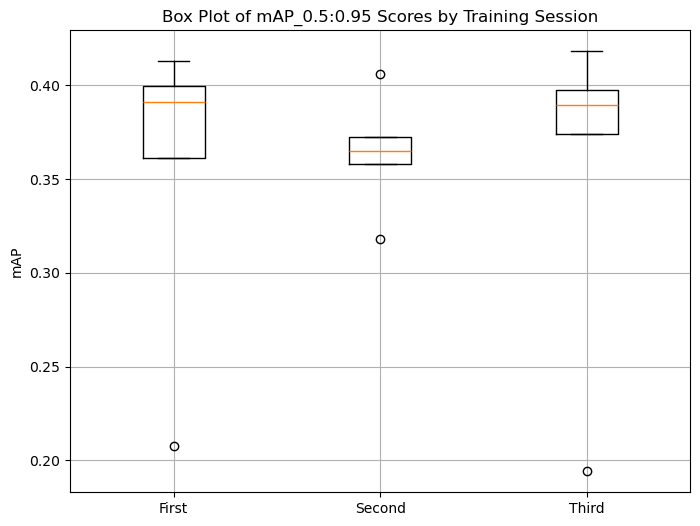 Box Plot of mAP_0.5:0.95 Scores by Training Session
0.40
0.35
0.30
0.25
0.20
mAP
First
Second
Third